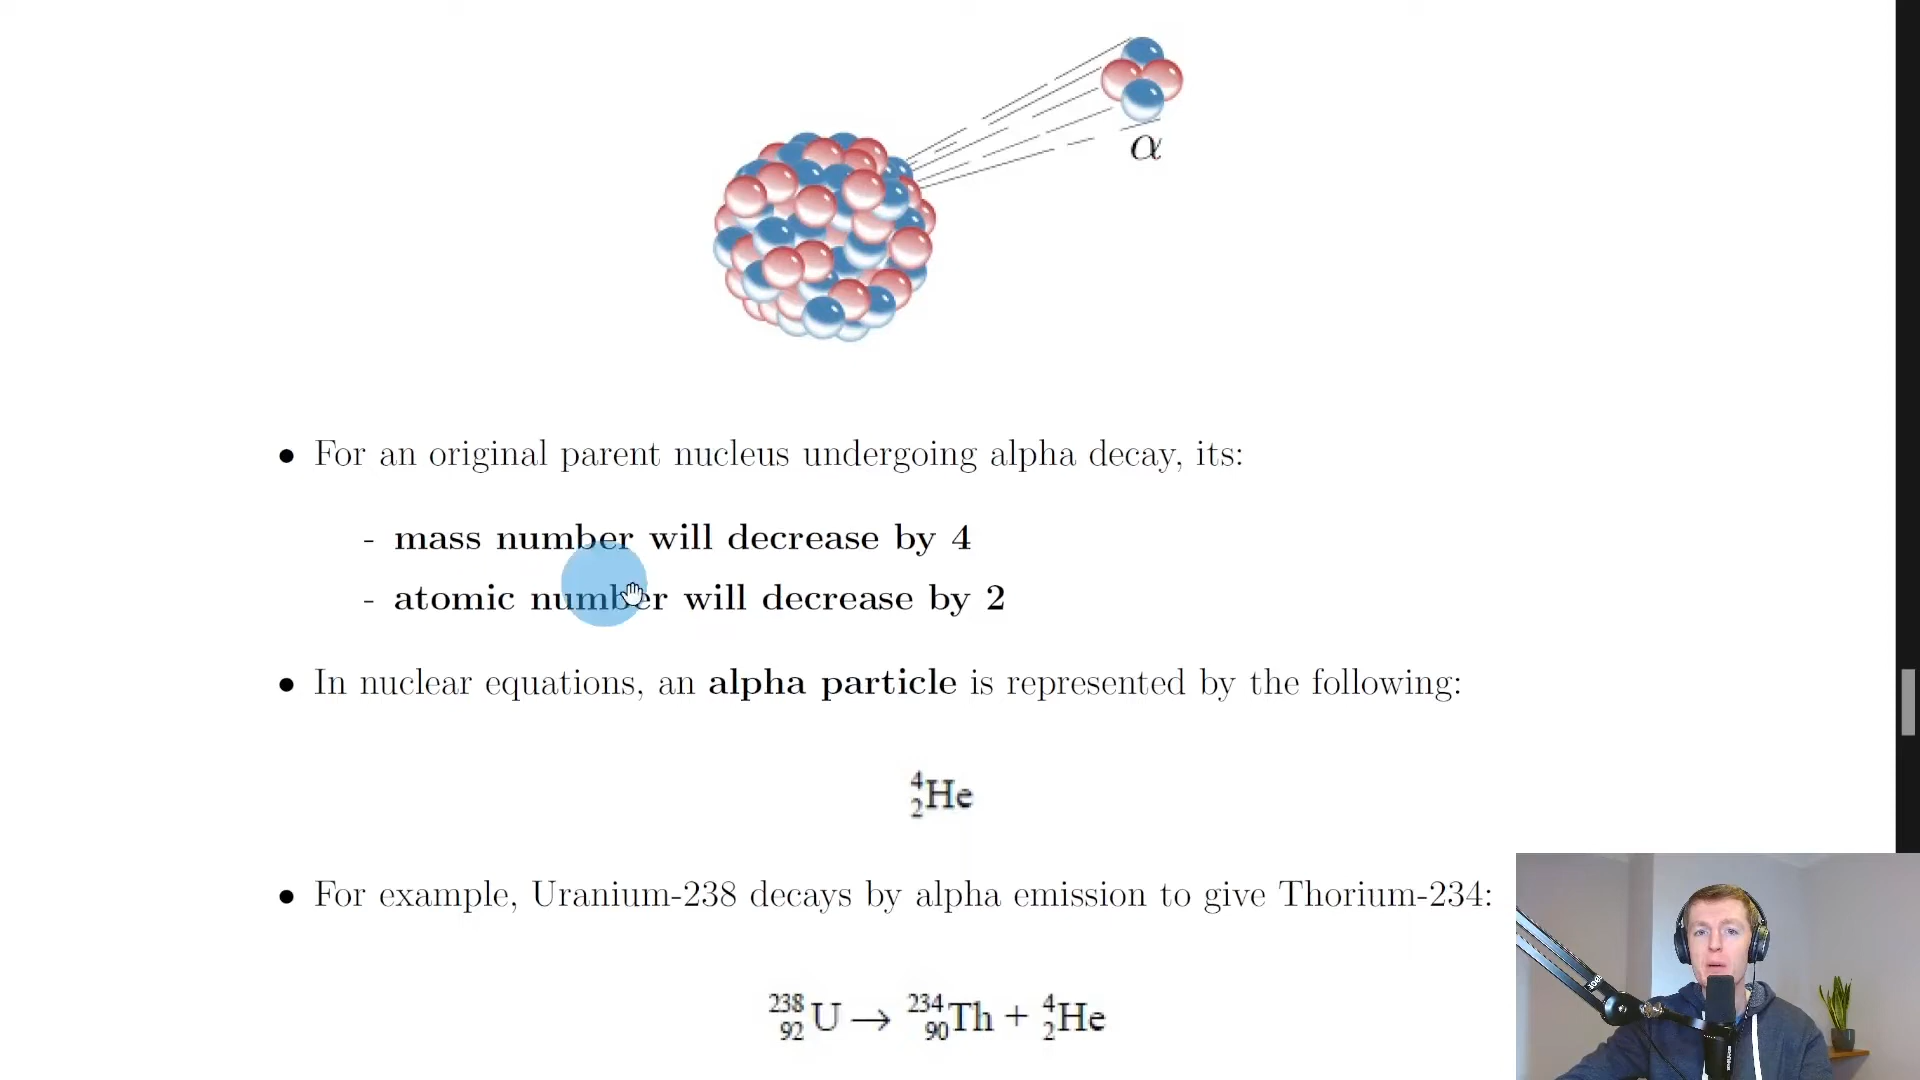 α
• For an original parent nucleus undergoing alpha decay, its:
- mass number will decrease by 4
- atomic number will decrease by 2
• In nuclear equations, an alpha particle is represented by the following:
⁴₂He
• For example, Uranium-238 decays by alpha emission to give Thorium-234:
²³⁸₉₂U → ²³⁴₉₀Th + ⁴₂He